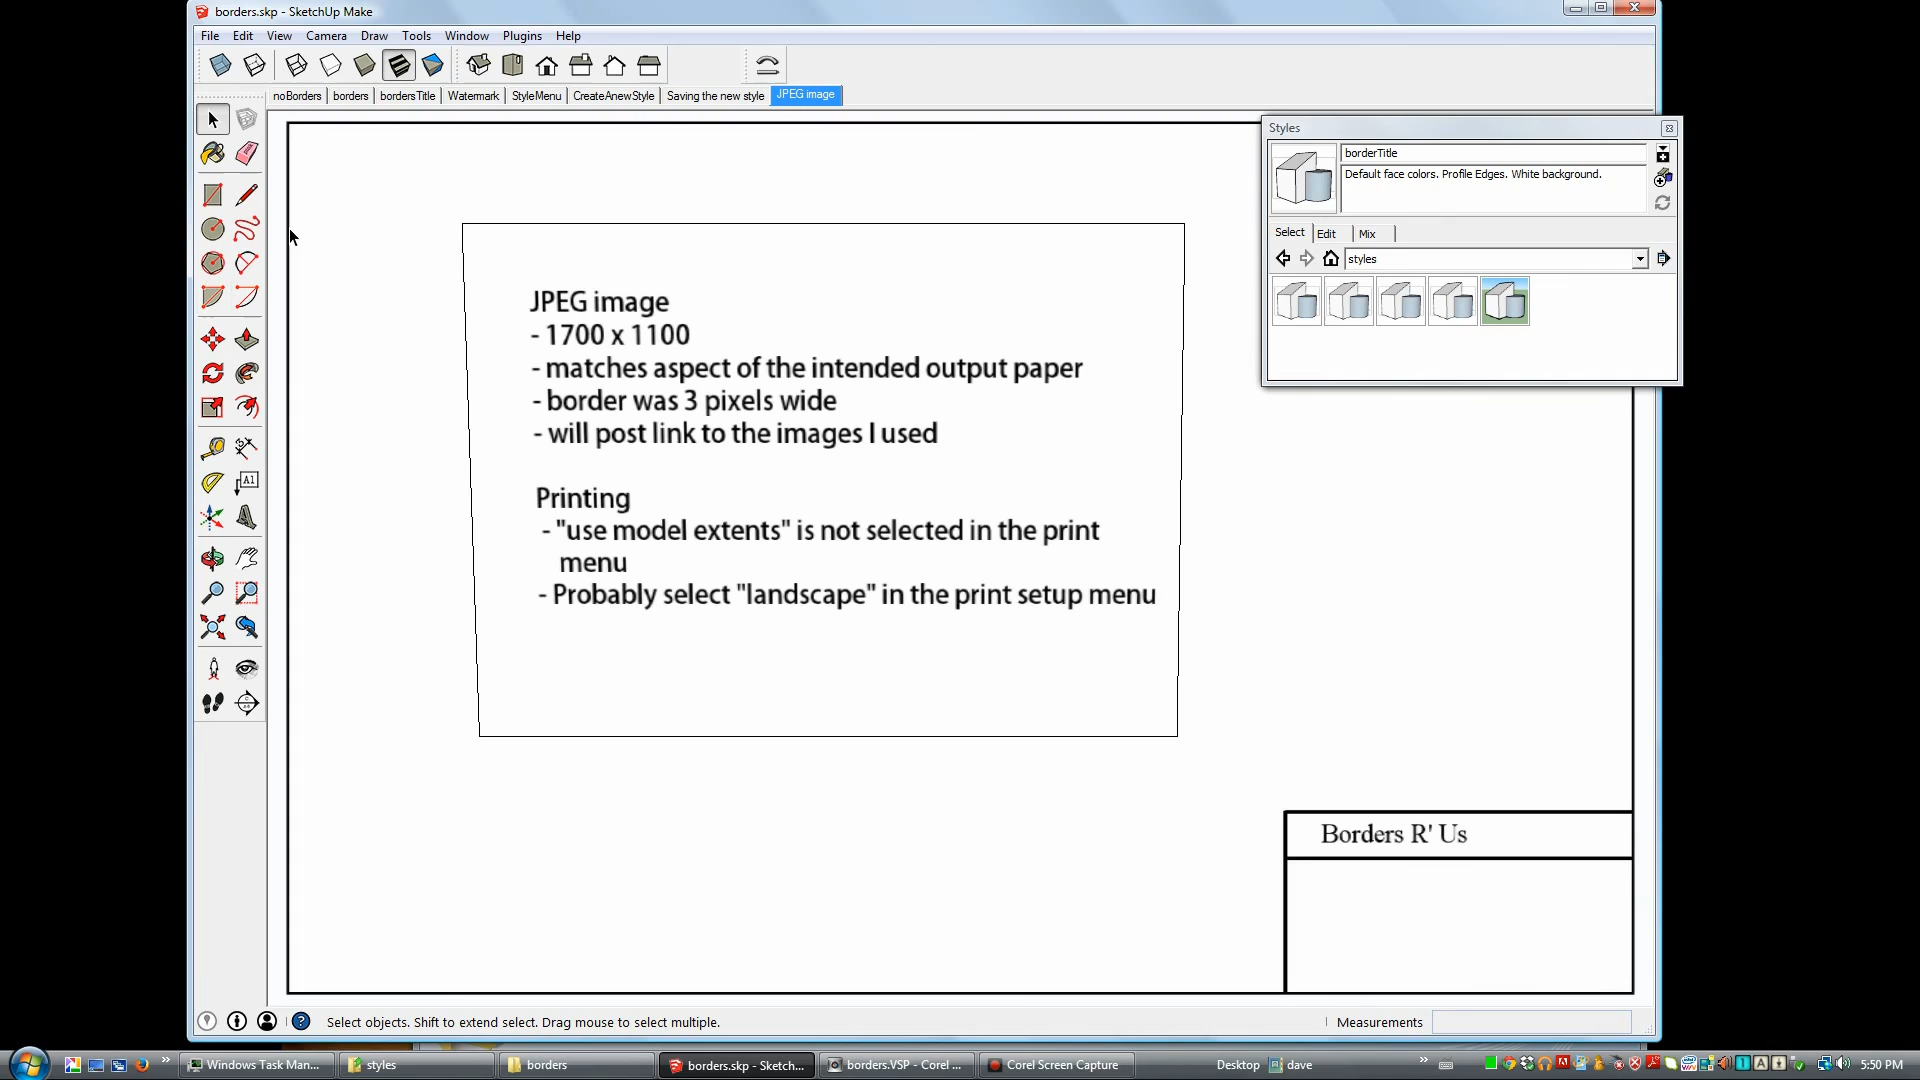 borders.skp - SketchUp Make
File Edit View Camera Draw Tools Window Plugins Help
noBorders borders bordersTitle Watermark StyleMenu CreateAnewStyle Saving the new style JPEG image
Styles
borderTitle
Default face colors. Profile Edges. White background.
Select Edit Mix
styles
JPEG image
- 1700 x 1100
- matches aspect of the intended output paper
- border was 3 pixels wide
- will post link to the images I used
Printing
- "use model extents" is not selected in the print
menu
- Probably select "landscape" in the print setup menu
A1
Borders R' Us
Select objects. Shift to extend select. Drag mouse to select multiple.
Measurements
Windows Task Man... styles borders borders.skp - Sketch... borders.VSP - Corel ... Corel Screen Capture Desktop dave 5:50 PM